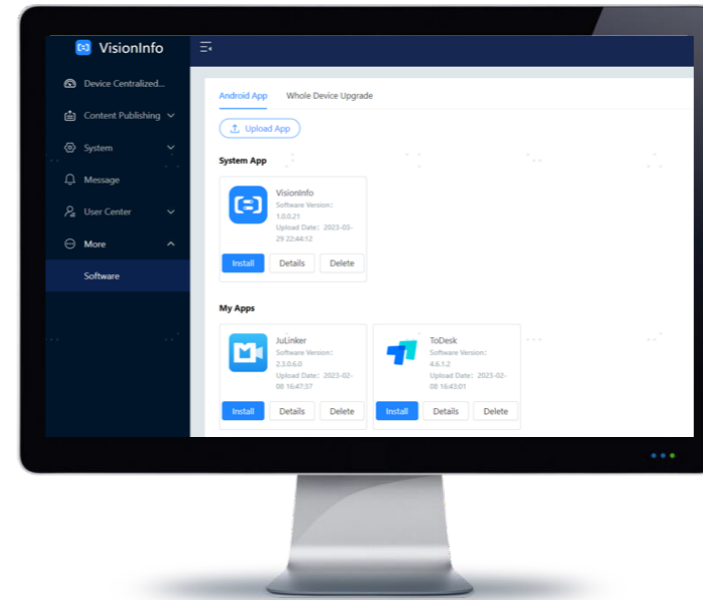 VisionInfo
Device Centralized...
Content Publishing
System
Message
User Center
More
Software
Android App Whole Device Upgrade
Upload App
System App
VisionInfo
Software Version:
1.0.0.21
Upload Date: 2023-03-
29 22:44:12
Install Details Delete
My Apps
JuLinker
Software Version:
2.3.0.6.0
Upload Date: 2023-02-
08 16:47:37
Install Details Delete
ToDesk
Software Version:
4.6.1.2
Upload Date: 2023-02-
08 16:43:01
Install Details Delete